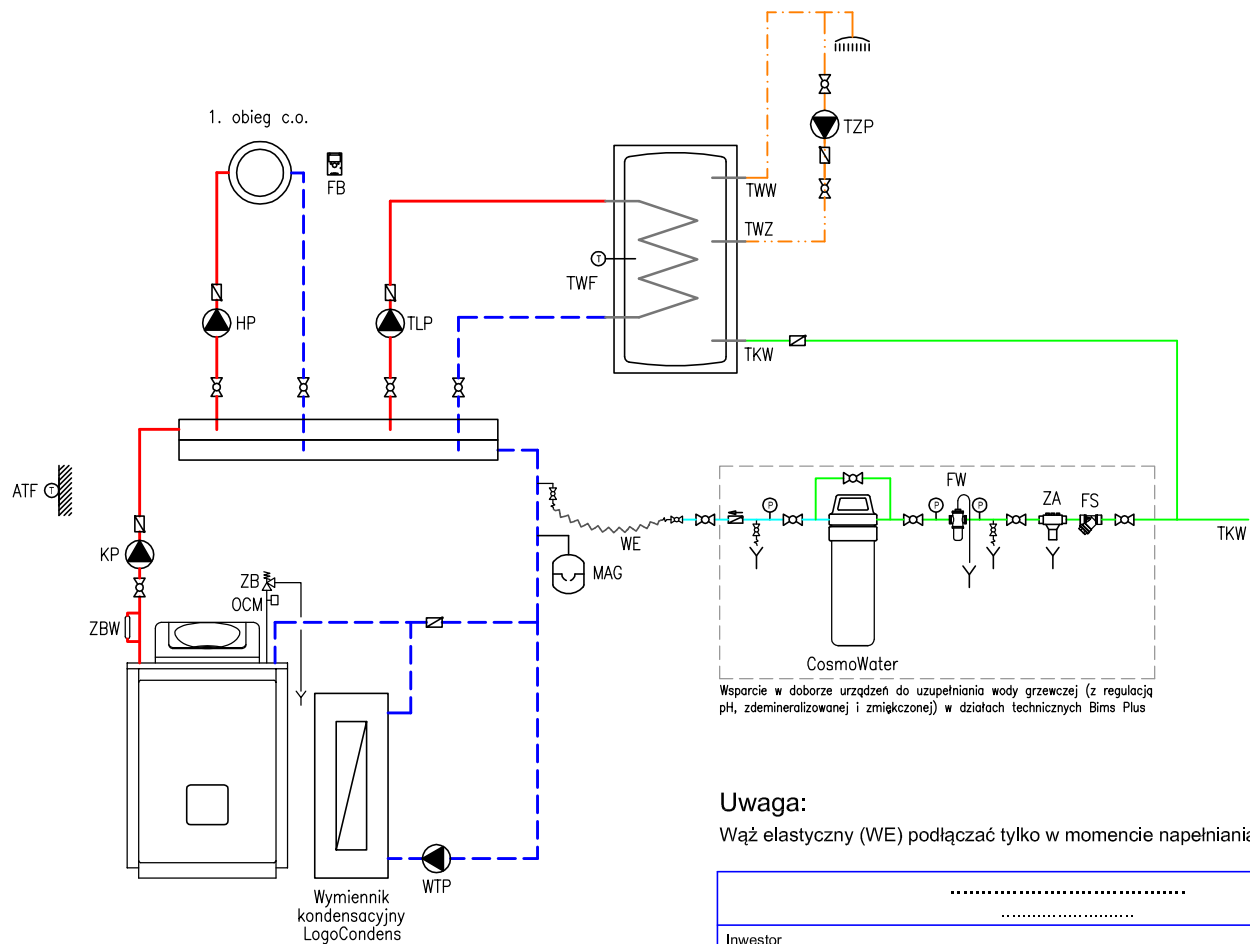 1. obieg c.o.
FB
TZP
TWW
TWZ
T
TWF
HP
TLP
TKW
ATF
T
KP
ZB
OCM
ZBW
MAG
WE
P
FW
P
P
ZA
FS
TKW
CosmoWater
Wsparcie w doborze urządzeń do uzupełniania wody grzewczej (z regulacją
pH, zdemineralizowanej i zmiękczonej) w działach technicznych Bims Plus
Uwaga:
Wąż elastyczny (WE) podłączać tylko w momencie napełniania
WTP
Wymiennik
kondensacyjny
LogoCondens
Inwestor